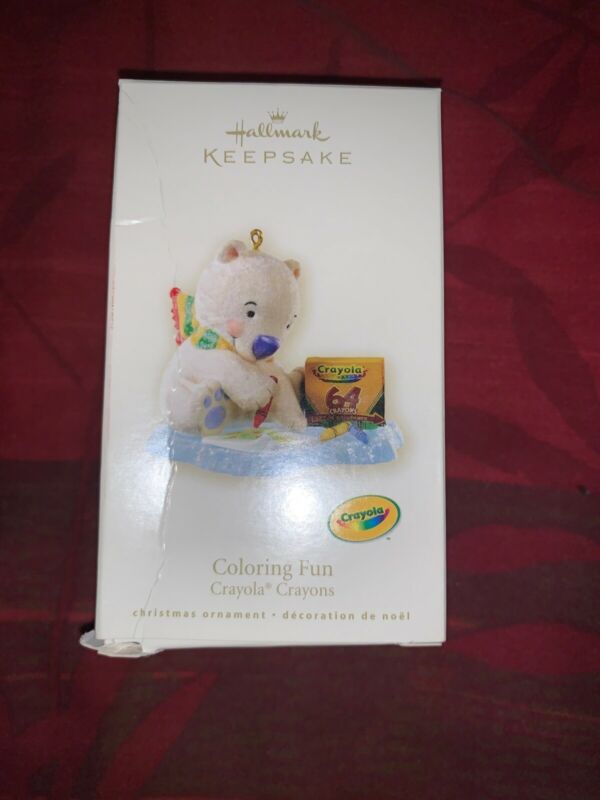 Hallmark
KEEPSAKE
Crayola
64
CRAYONS
Crayola
Coloring Fun
Crayola® Crayons
christmas ornament • décoration de noël